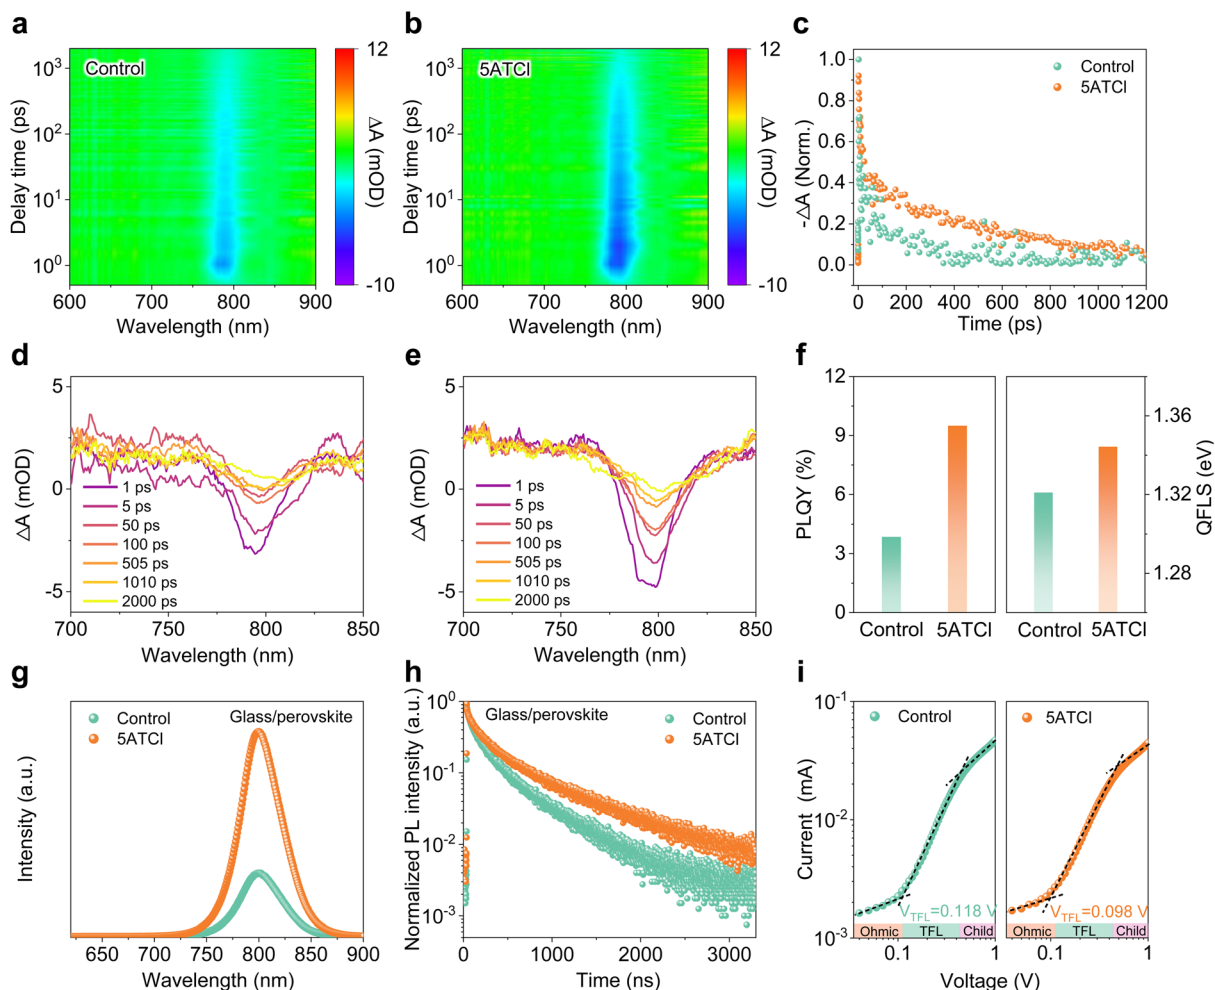 a
12
10³
Control
Delay time (ps)
10²
10¹
10⁰
ΔA (mOD)
-10
600 700 800 900
Wavelength (nm)
b
12
10³
5ATCl
Delay time (ps)
10²
10¹
10⁰
ΔA (mOD)
-10
600 700 800 900
Wavelength (nm)
c
1.0
0.8
0.6
0.4
0.2
0.0
-△A (Norm.)
Control
5ATCl
0 200 400 600 800 1000 1200
Time (ps)
d
5
0
-5
△A (mOD)
1 ps
5 ps
50 ps
100 ps
505 ps
1010 ps
2000 ps
700 750 800 850
Wavelength (nm)
e
5
0
-5
△A (mOD)
1 ps
5 ps
50 ps
100 ps
505 ps
1010 ps
2000 ps
700 750 800 850
Wavelength (nm)
f
12
9
6
3
0
PLQY (%)
Control 5ATCl
Control 5ATCl
1.36
1.32
1.28
QFLS (eV)
g
Control
5ATCl
Glass/perovskite
Intensity (a.u.)
650 700 750 800 850 900
Wavelength (nm)
h
10⁰
10⁻¹
10⁻²
10⁻³
Normalized PL intensity (a.u.)
Glass/perovskite
Control
5ATCl
0 1000 2000 3000
Time (ns)
i
10⁻¹
10⁻²
10⁻³
Current (mA)
Control
V_TFL=0.118 V
Ohmic TFL Child
0.1 1
5ATCl
V_TFL=0.098 V
Ohmic TFL Child
0.1 1
Voltage (V)